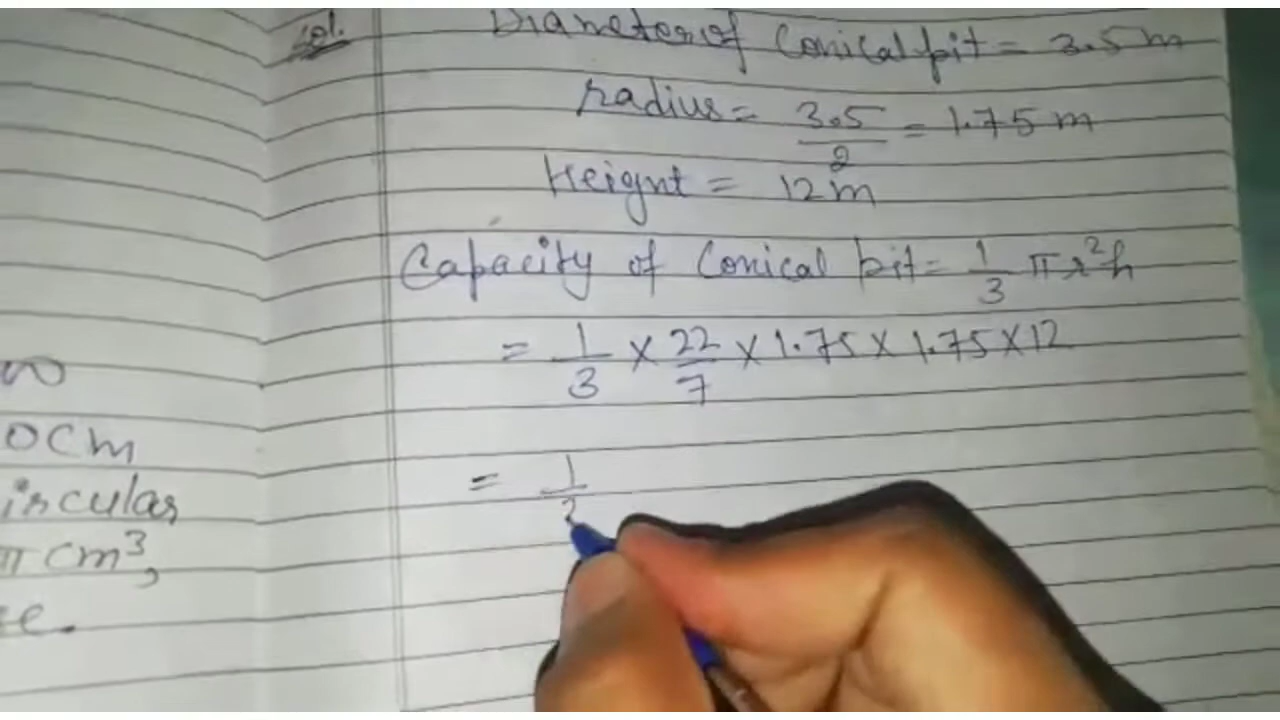 Sol. Diameter of Conical pit = 3.5 m
radius = 3.5/2 = 1.75 m
Height = 12 m
Capacity of Conical pit = 1/3 πr²h
= 1/3 × 22/7 × 1.75 × 1.75 × 12
= 1/
0cm
ircular
π cm³,